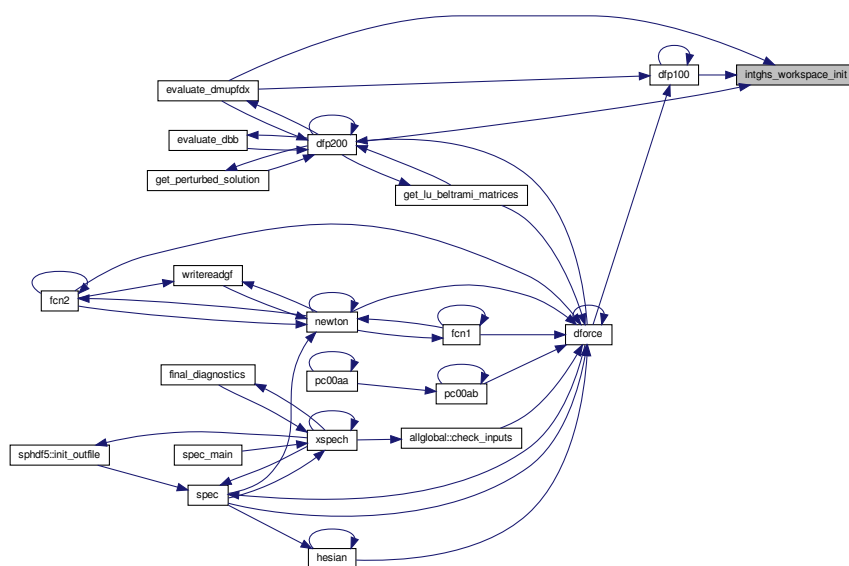 dfp100
intghs_workspace_init
evaluate_dmupfdx
evaluate_dbb
dfp200
get_perturbed_solution
get_lu_beltrami_matrices
writereadgf
fcn2
newton
fcn1
dforce
final_diagnostics
pc00aa
pc00ab
xspech
allglobal::check_inputs
sphdf5::init_outfile
spec_main
spec
hesian